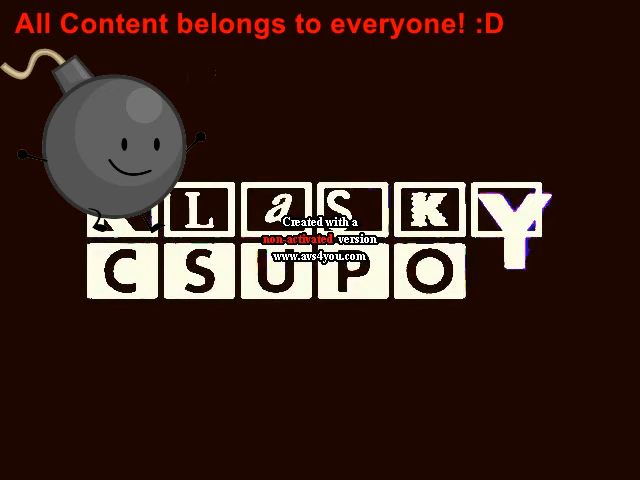 All Content belongs to everyone! :D
LaSKY
CSUPO
Created with a
non-activated version
www.avs4you.com